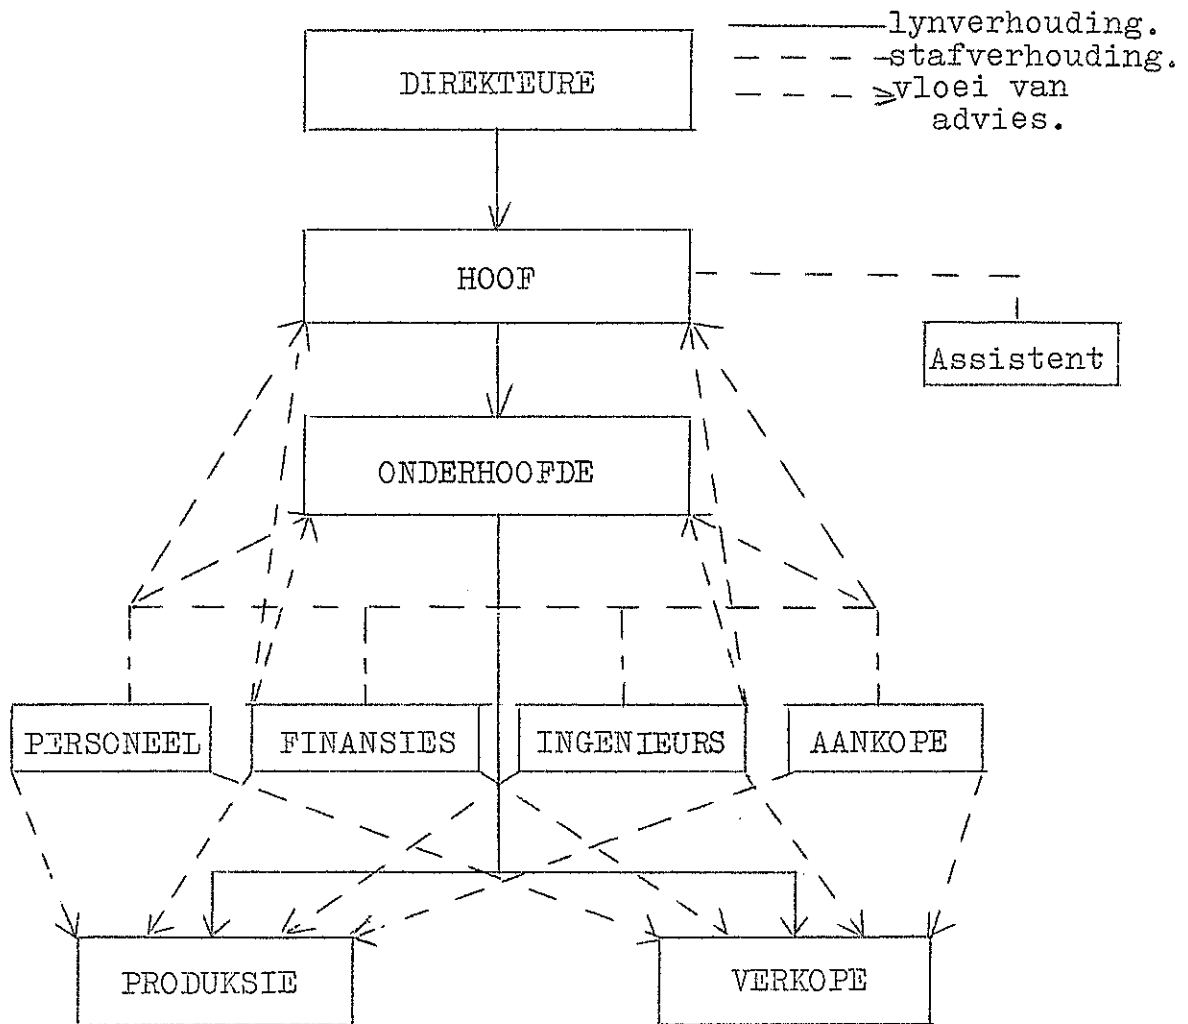 lynverhouding.
stafverhouding.
vloei van
advies.
DIREKTEURE
HOOF
Assistent
ONDERHOOFDE
PERSONEEL
FINANSIES
INGENIEURS
AANKOPE
PRODUKSIE
VERKOPE